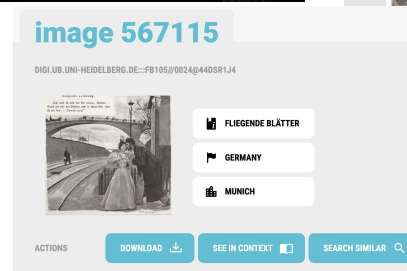 image 567115
DIGI.UB.UNI-HEIDELBERG.DE:::FB105///0024@44DSR1J4
FLIEGENDE BLÄTTER
GERMANY
MUNICH
ACTIONS
DOWNLOAD
SEE IN CONTEXT
SEARCH SIMILAR